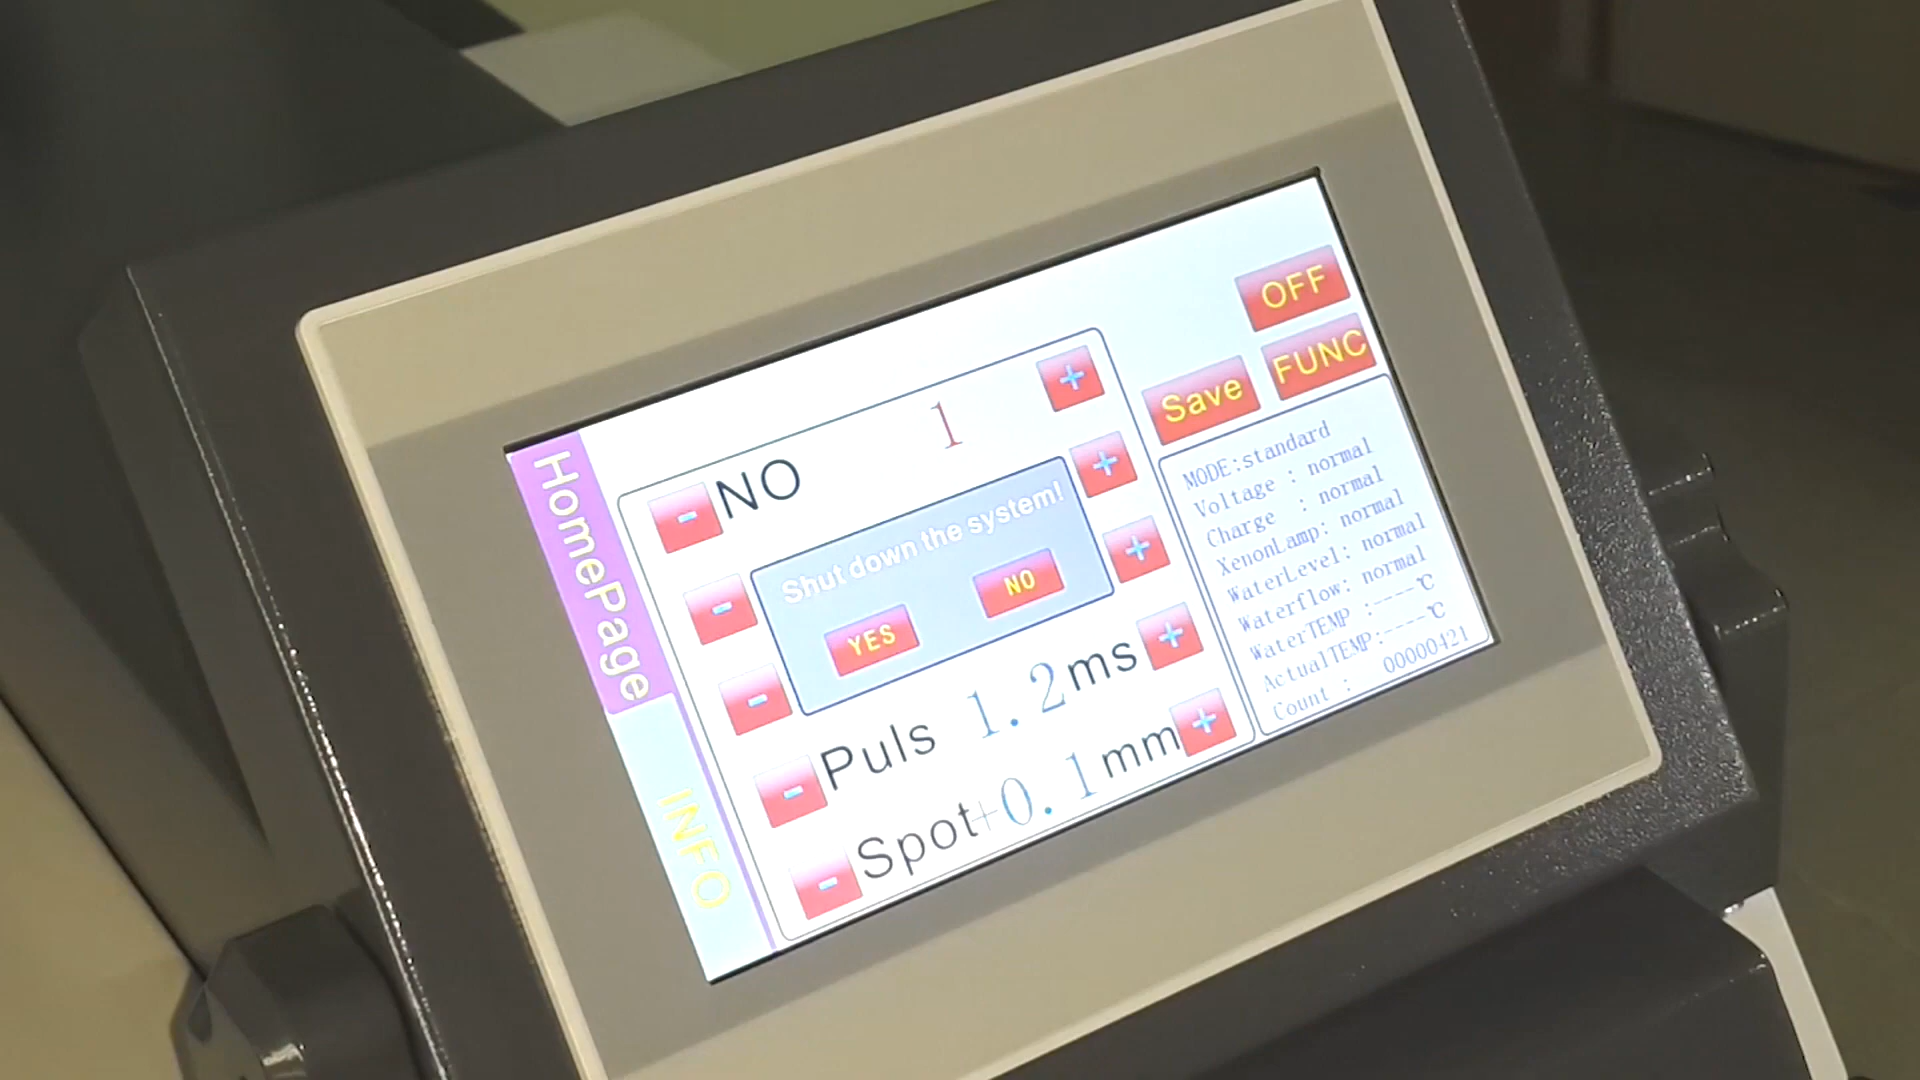 HomePage
INFO
NO 1
+
-
Shut down the system!
YES NO
+
-
+
-
Puls 1.2ms
+
-
Spot+0.1mm
+
-
OFF
Save FUNC
MODE:standard
Voltage : normal
Charge : normal
XenonLamp: normal
WaterLevel: normal
Waterflow: normal
WaterTEMP :----℃
ActualTEMP:----℃
Count : 00000421